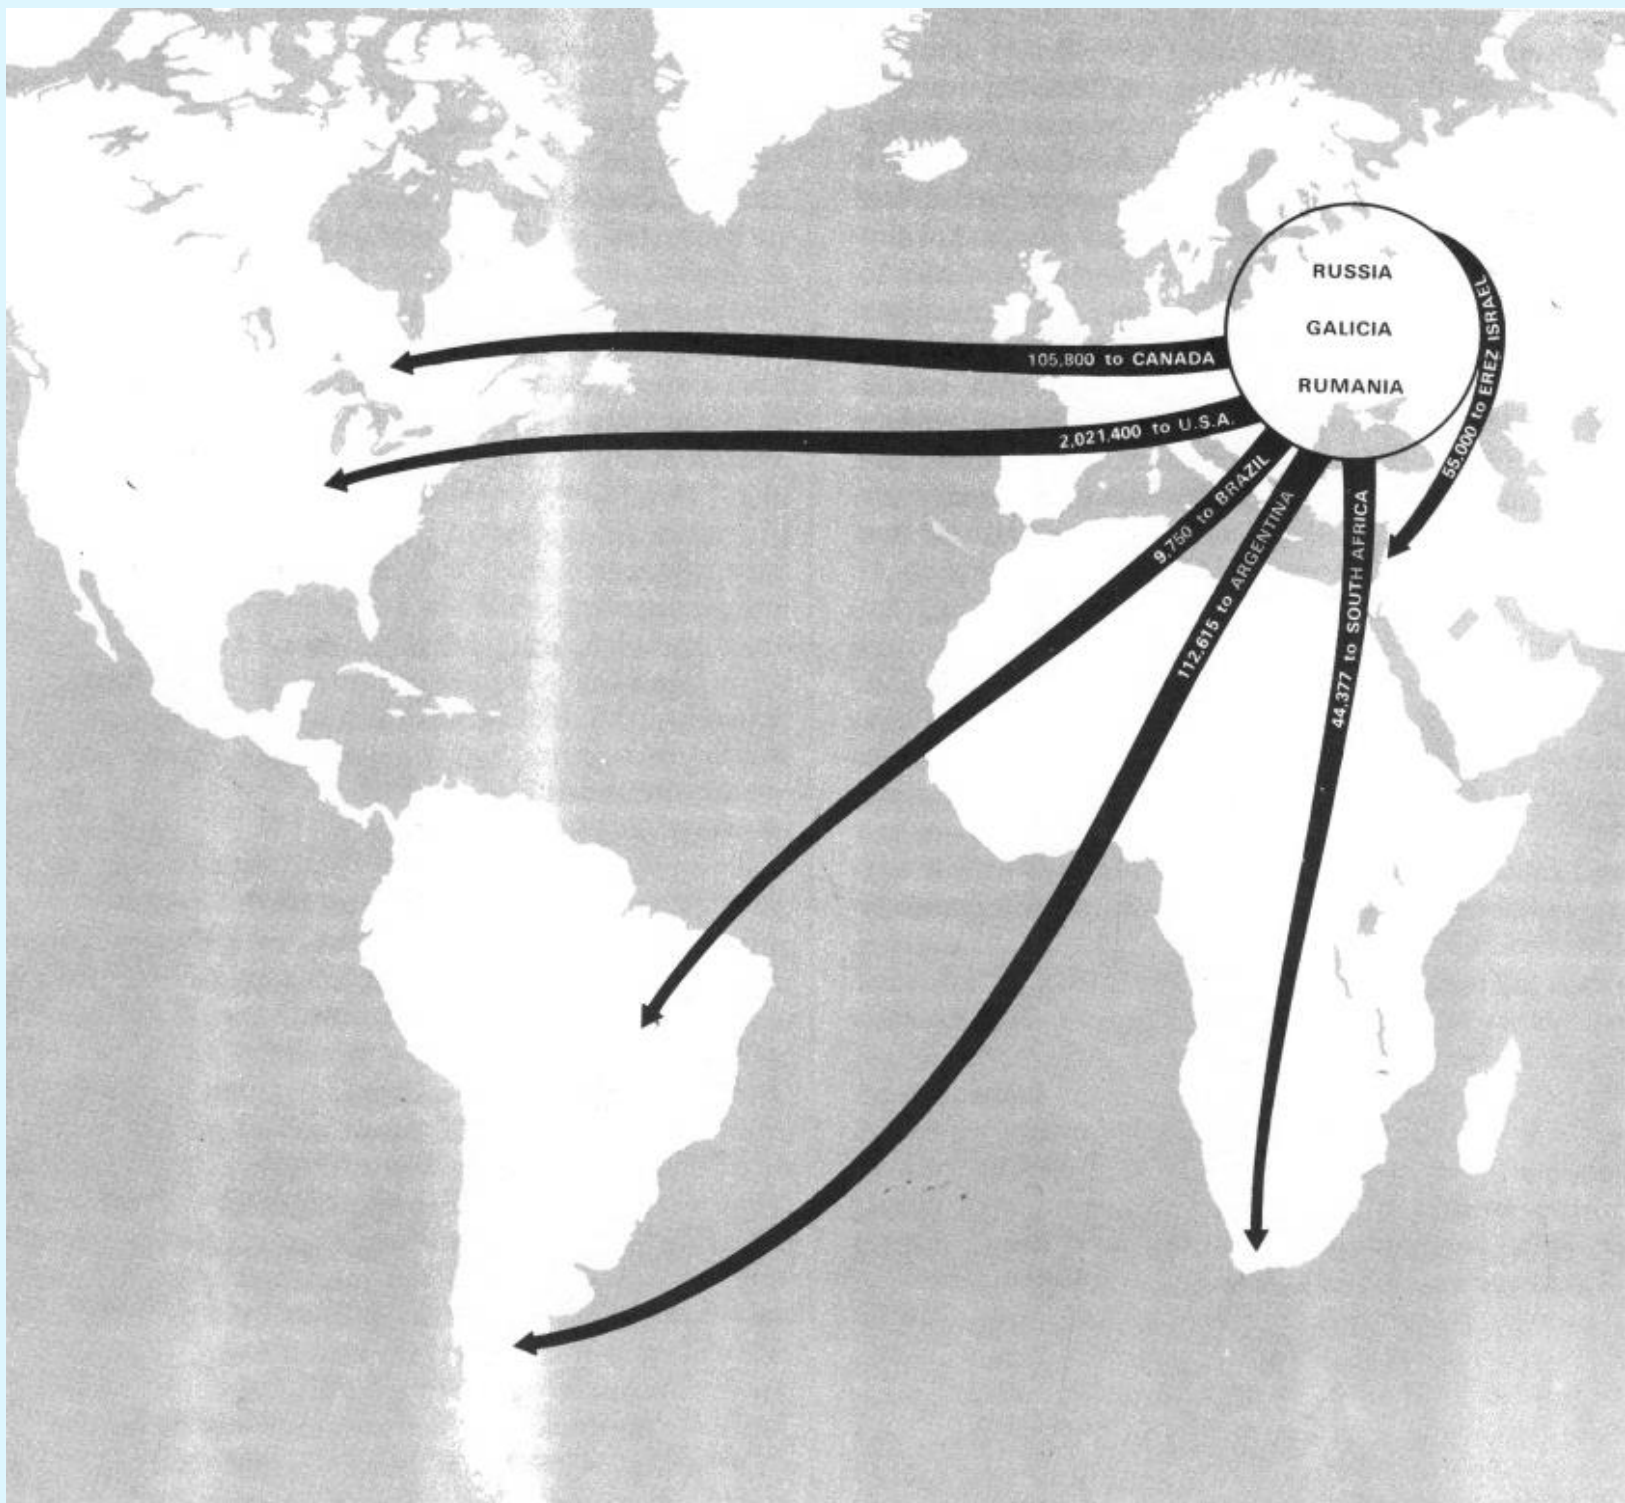 RUSSIA
GALICIA
RUMANIA
105,800 to CANADA
2,021,400 to U.S.A.
9,750 to BRAZIL
112,615 to ARGENTINA
44,377 to SOUTH AFRICA
55,000 to EREZ ISRAEL